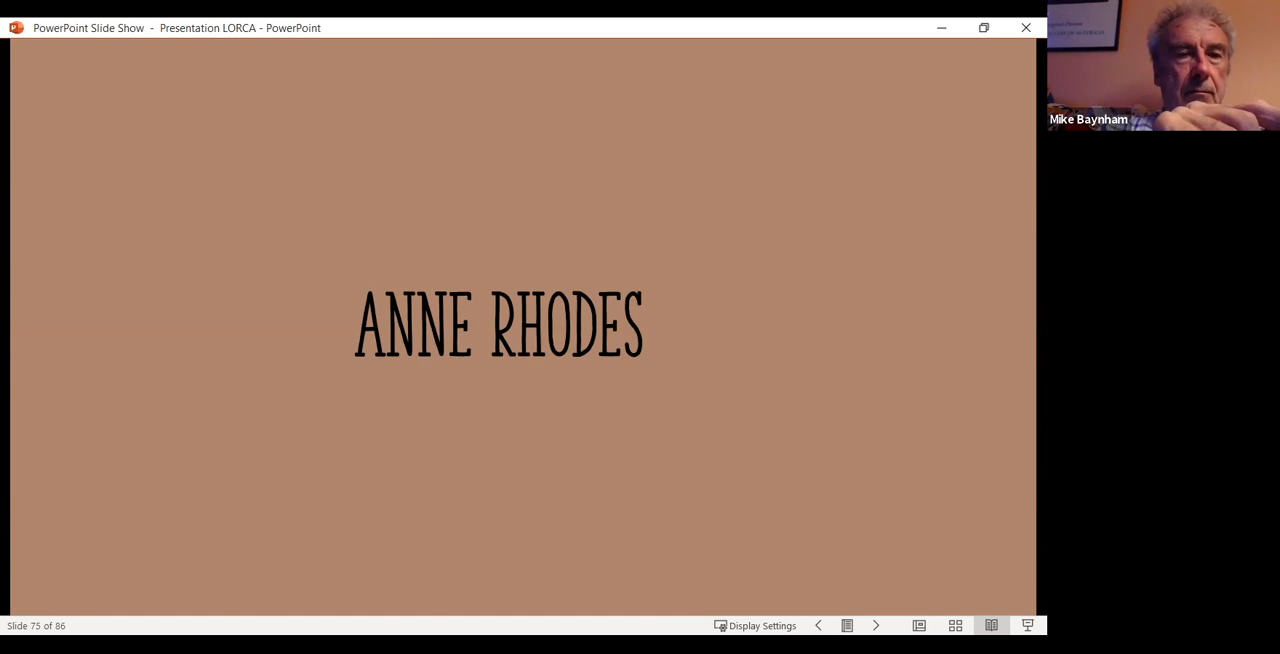 PowerPoint Slide Show - Presentation LORCA - PowerPoint
Mike Baynham
ANNE RHODES
Slide 75 of 86
Display Settings